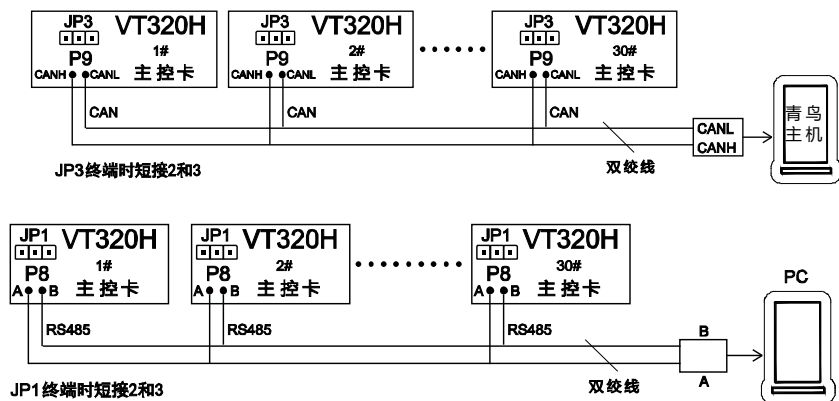 JP3 VT320H
1#
P9
CANH CANL 主控卡
CAN
JP3 VT320H
2#
P9
CANH CANL 主控卡
CAN
JP3 VT320H
30#
P9
CANH CANL 主控卡
CAN
CANL
CANH
青鸟
主机
双绞线
JP3终端时短接2和3
JP1 VT320H
1#
P8
A B 主控卡
RS485
JP1 VT320H
2#
P8
A B 主控卡
RS485
JP1 VT320H
30#
P8
A B 主控卡
RS485
B
A
PC
双绞线
JP1终端时短接2和3